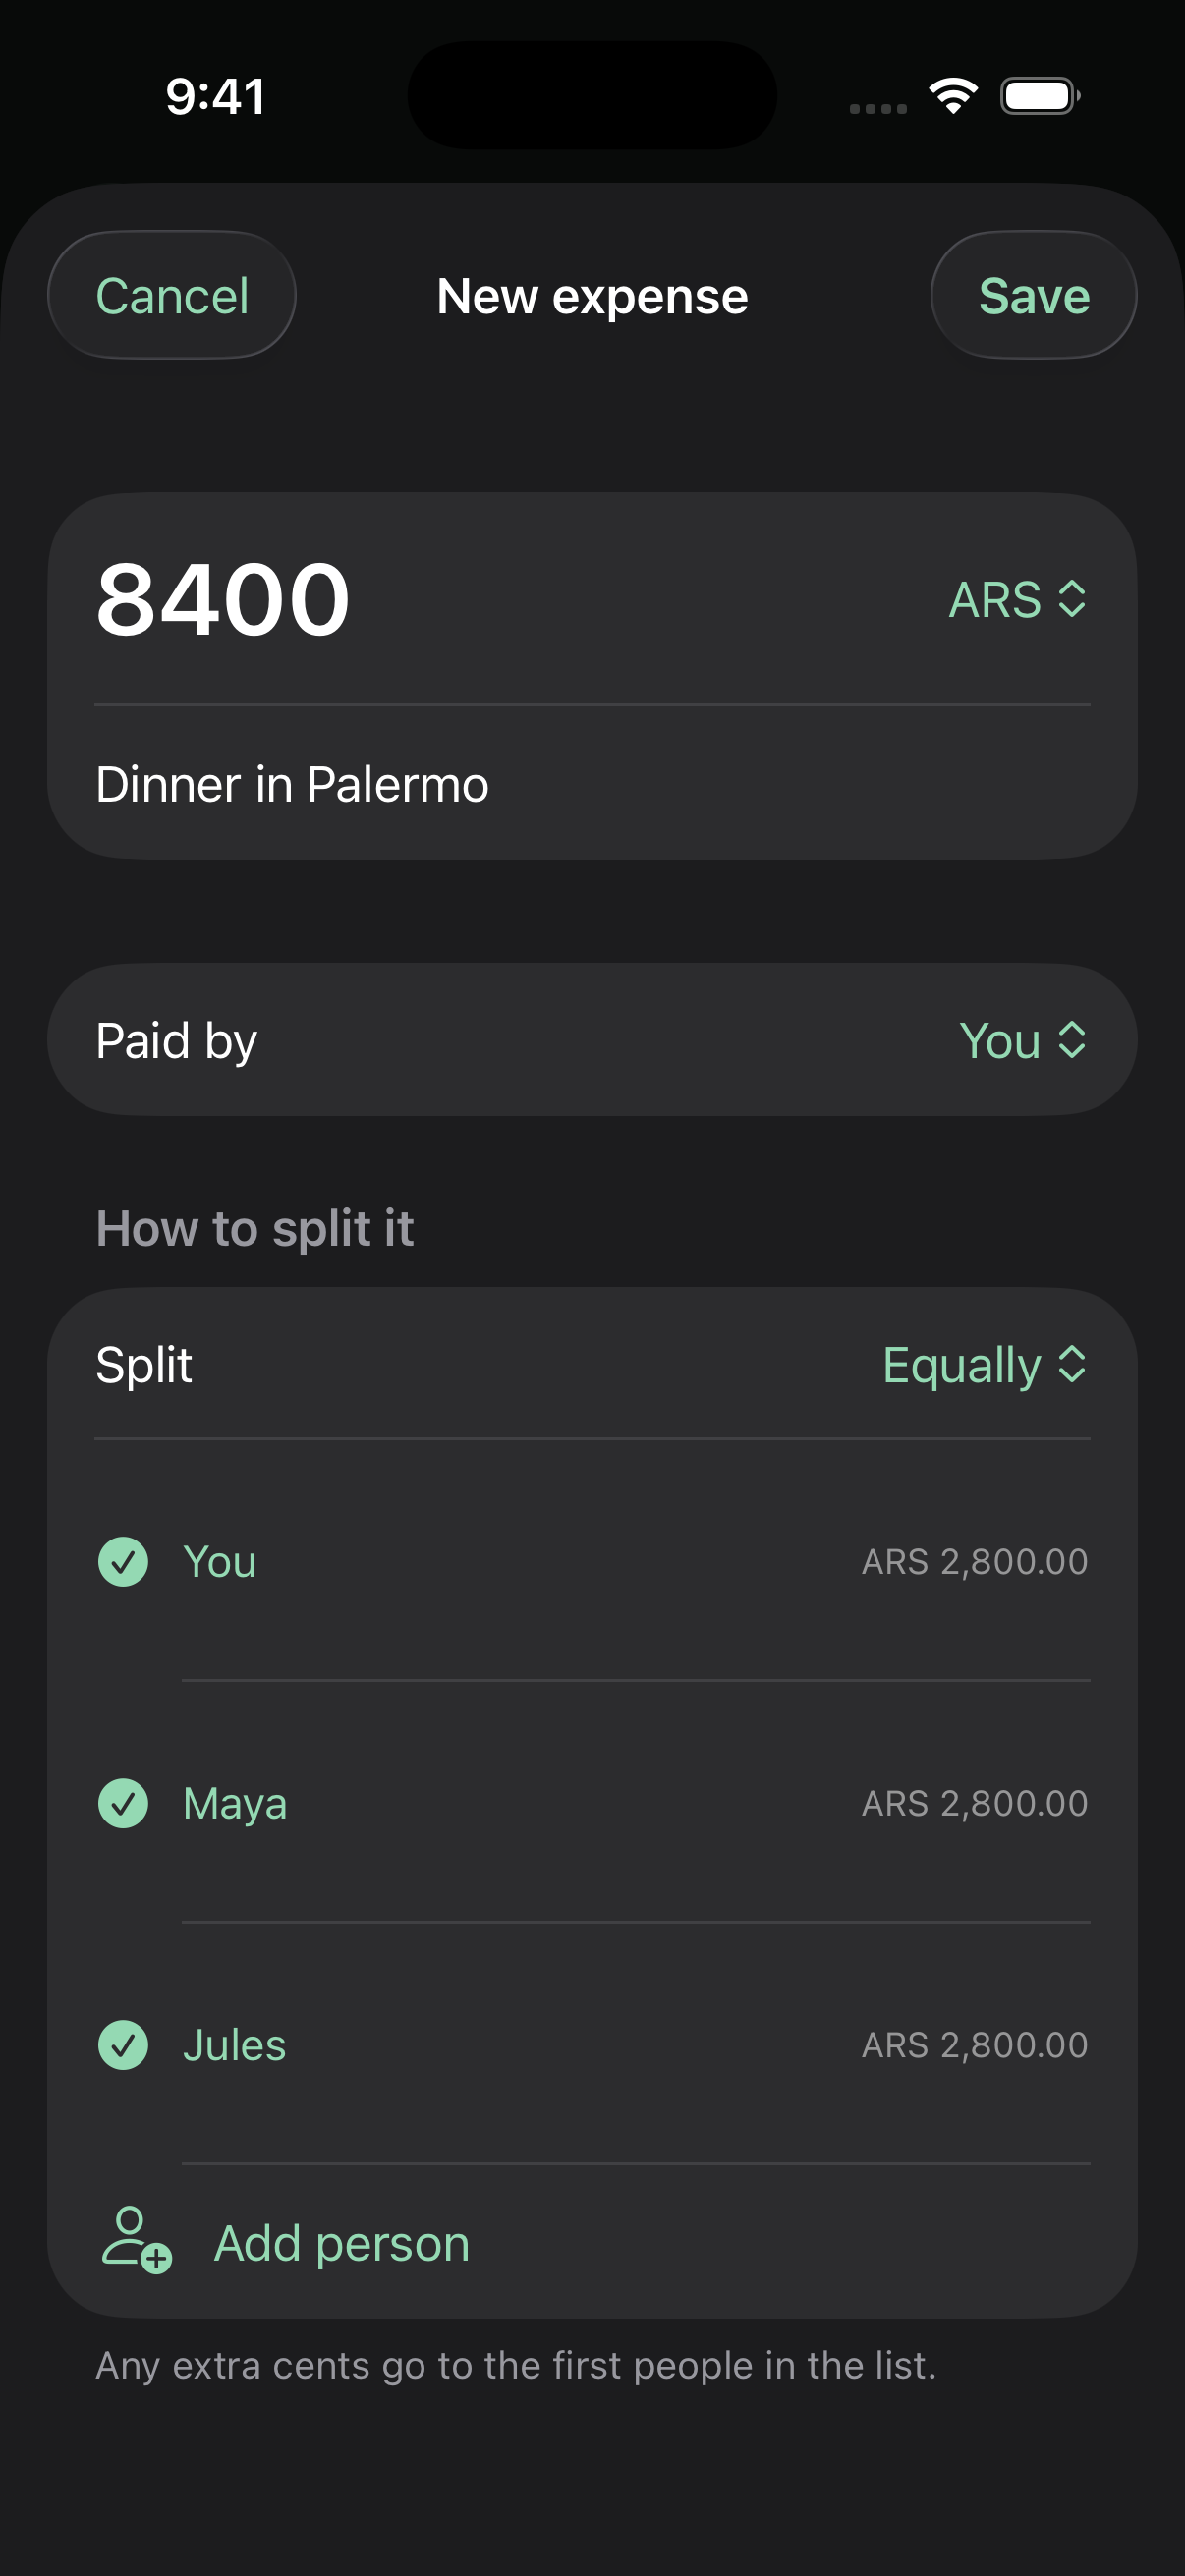 9:41
Cancel
New expense
Save
8400
ARS
Dinner in Palermo
Paid by
You
How to split it
Split
Equally
You
ARS 2,800.00
Maya
ARS 2,800.00
Jules
ARS 2,800.00
Add person
Any extra cents go to the first people in the list.